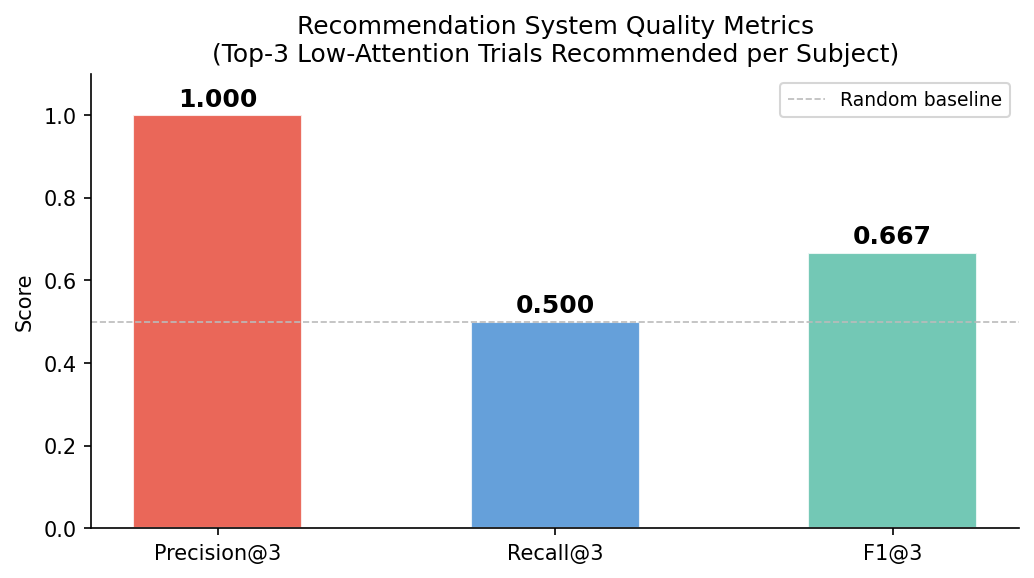 Recommendation System Quality Metrics
(Top-3 Low-Attention Trials Recommended per Subject)
Random baseline
1.000
0.500
0.667
Score
1.0
0.8
0.6
0.4
0.2
0.0
Precision@3
Recall@3
F1@3